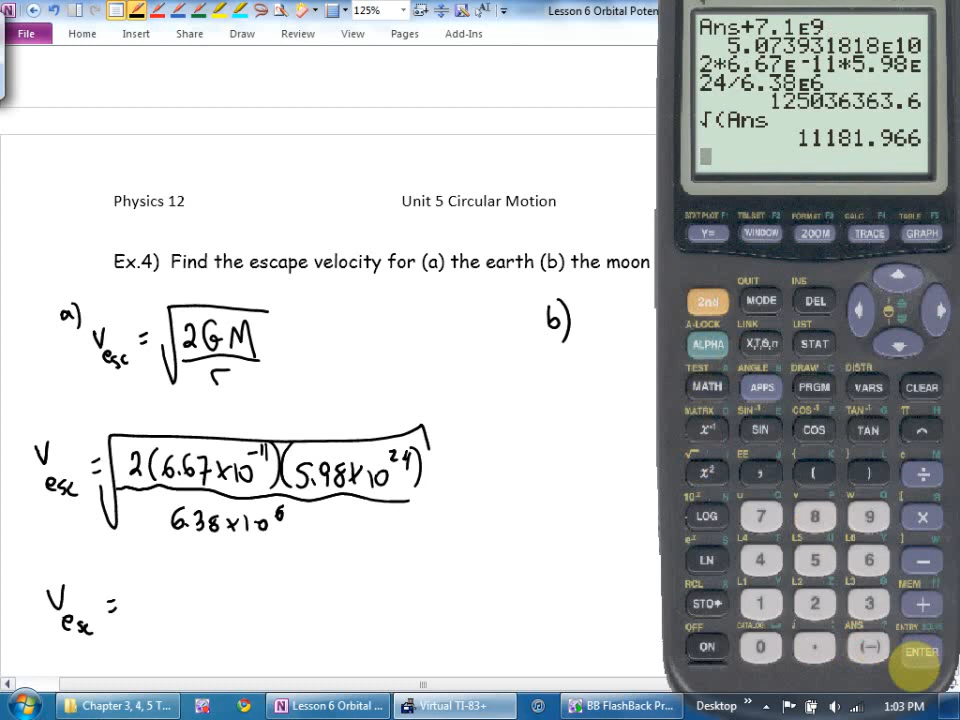 125%
Lesson 6 Orbital Poten
File Home Insert Share Draw Review View Pages Add-Ins
Physics 12 Unit 5 Circular Motion
Ex.4) Find the escape velocity for (a) the earth (b) the moon
a) v esc = √ 2GM / r
b)
v esc = √ 2(6.67×10^-11)(5.98×10^24) / 6.38×10^6
v esc =
Ans+7.1E9
5.073931818E10
2*6.67E-11*5.98E
24/6.38E6
125036363.6
√(Ans
11181.966
STAT PLOT F1 TBLSET F2 FORMAT F3 CALC F4 TABLE F5
Y= WINDOW ZOOM TRACE GRAPH
QUIT INS
2nd MODE DEL
A-LOCK LINK LIST
ALPHA X,T,θ,n STAT
TEST A ANGLE B DRAW C DISTR
MATH APPS PRGM VARS CLEAR
MATRX D SIN⁻¹ E COS⁻¹ F TAN⁻¹ G π H
x⁻¹ SIN COS TAN ^
√ I EE J { K } L e M
x² , ( ) ÷
10ˣ N u O v P w Q [ R
LOG 7 8 9 ×
eˣ S L4 T L5 U L6 V ] W
LN 4 5 6 −
RCL X L1 Y L2 Z L3 θ MEM "
STO▸ 1 2 3 +
OFF CATALOG i ANS ENTRY SOLVE
ON 0 . (−) ENTER
Chapter 3, 4, 5 T...
Lesson 6 Orbital ...
Virtual TI-83+
BB FlashBack Pr...
Desktop »
1:03 PM